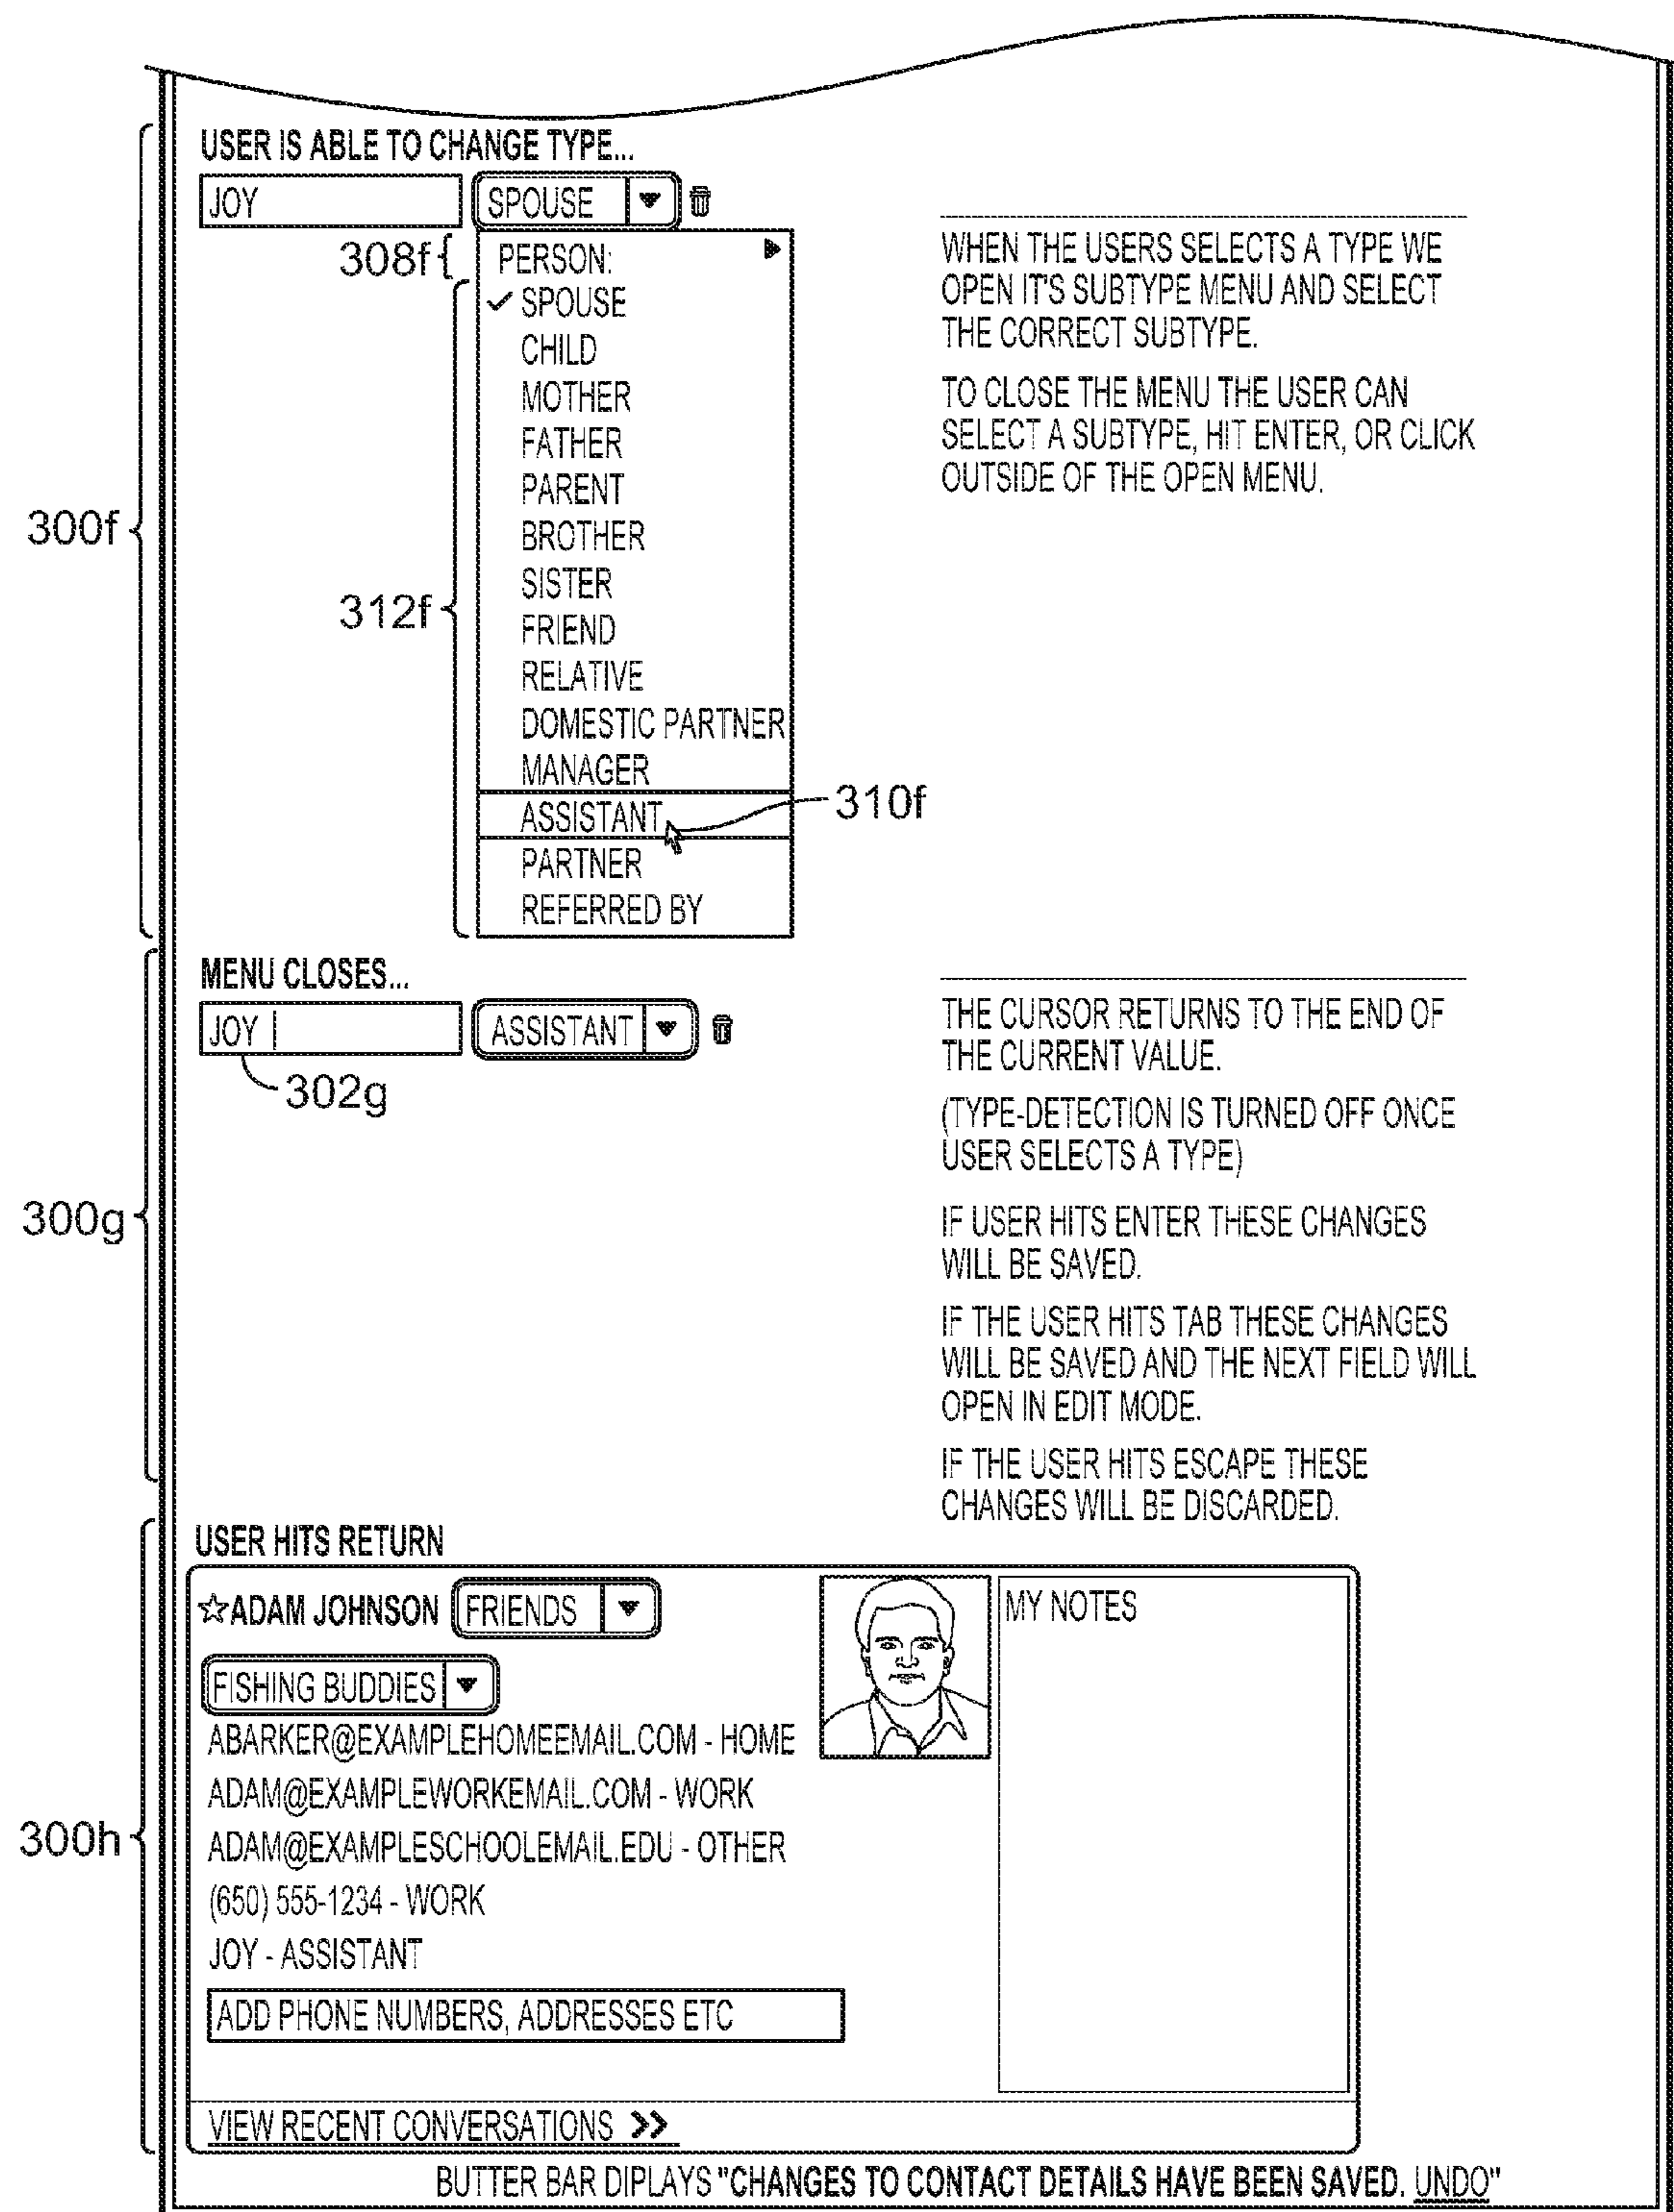 USER IS ABLE TO CHANGE TYPE...
JOY
SPOUSE
308f
PERSON:
SPOUSE
CHILD
MOTHER
FATHER
PARENT
BROTHER
SISTER
FRIEND
RELATIVE
DOMESTIC PARTNER
MANAGER
ASSISTANT
PARTNER
REFERRED BY
300f
312f
310f
WHEN THE USERS SELECTS A TYPE WE
OPEN IT'S SUBTYPE MENU AND SELECT
THE CORRECT SUBTYPE.
TO CLOSE THE MENU THE USER CAN
SELECT A SUBTYPE, HIT ENTER, OR CLICK
OUTSIDE OF THE OPEN MENU.
MENU CLOSES...
JOY
ASSISTANT
302g
300g
THE CURSOR RETURNS TO THE END OF
THE CURRENT VALUE.
(TYPE-DETECTION IS TURNED OFF ONCE
USER SELECTS A TYPE)
IF USER HITS ENTER THESE CHANGES
WILL BE SAVED.
IF THE USER HITS TAB THESE CHANGES
WILL BE SAVED AND THE NEXT FIELD WILL
OPEN IN EDIT MODE.
IF THE USER HITS ESCAPE THESE
CHANGES WILL BE DISCARDED.
USER HITS RETURN
300h
☆ADAM JOHNSON FRIENDS
FISHING BUDDIES
ABARKER@EXAMPLEHOMEEMAIL.COM - HOME
ADAM@EXAMPLEWORKEMAIL.COM - WORK
ADAM@EXAMPLESCHOOLEMAIL.EDU - OTHER
(650) 555-1234 - WORK
JOY - ASSISTANT
ADD PHONE NUMBERS, ADDRESSES ETC
MY NOTES
VIEW RECENT CONVERSATIONS >>
BUTTER BAR DIPLAYS "CHANGES TO CONTACT DETAILS HAVE BEEN SAVED. UNDO"